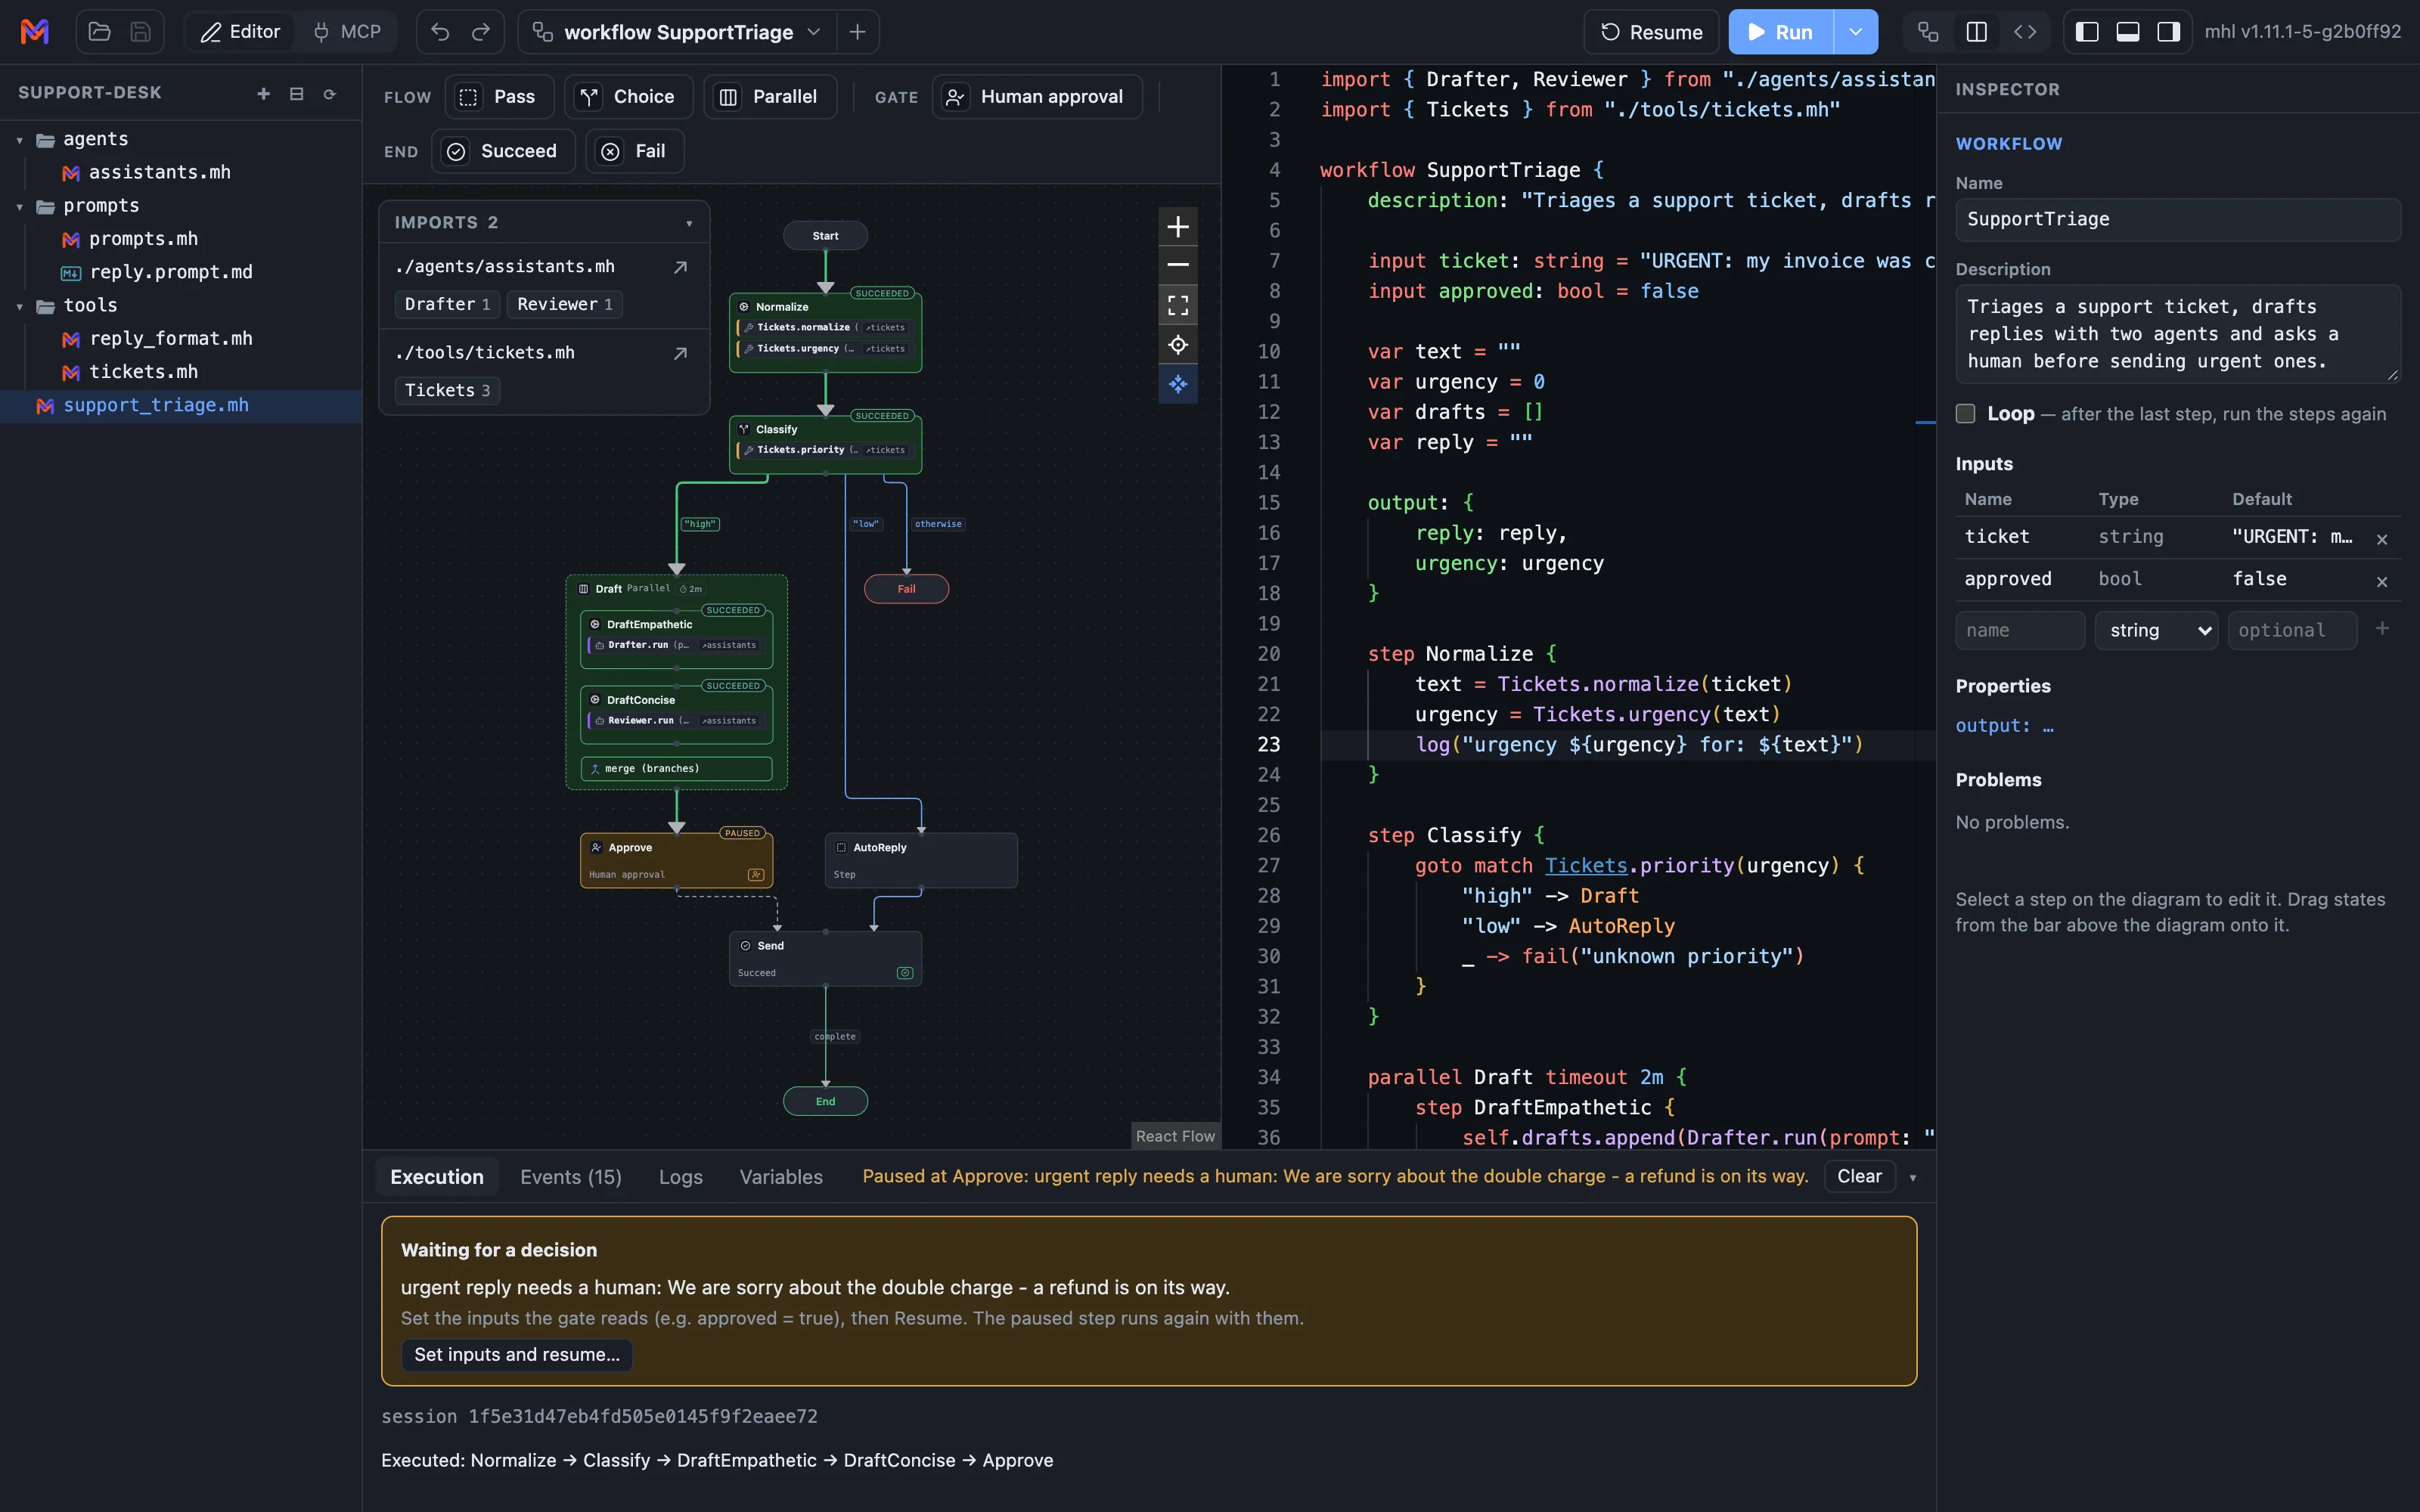 Editor
MCP
workflow SupportTriage
Resume
Run
mhl v1.11.1-5-g2b0ff92
SUPPORT-DESK
agents
assistants.mh
prompts
prompts.mh
reply.prompt.md
tools
reply_format.mh
tickets.mh
support_triage.mh
FLOW Pass Choice Parallel GATE Human approval
END Succeed Fail
IMPORTS 2
./agents/assistants.mh
Drafter 1 Reviewer 1
./tools/tickets.mh
Tickets 3
Start
SUCCEEDED
Normalize
Tickets.normalize ( ↗tickets
Tickets.urgency (… ↗tickets
SUCCEEDED
Classify
Tickets.priority (… ↗tickets
"high"
"low"
otherwise
Fail
Draft Parallel 2m
SUCCEEDED
DraftEmpathetic
Drafter.run (p… ↗assistants
SUCCEEDED
DraftConcise
Reviewer.run (… ↗assistants
merge (branches)
PAUSED
Approve
Human approval
AutoReply
Step
Send
Succeed
complete
End
React Flow
1 import { Drafter, Reviewer } from "./agents/assistan
2 import { Tickets } from "./tools/tickets.mh"
3
4 workflow SupportTriage {
5 description: "Triages a support ticket, drafts r
6
7 input ticket: string = "URGENT: my invoice was c
8 input approved: bool = false
9
10 var text = ""
11 var urgency = 0
12 var drafts = []
13 var reply = ""
14
15 output: {
16 reply: reply,
17 urgency: urgency
18 }
19
20 step Normalize {
21 text = Tickets.normalize(ticket)
22 urgency = Tickets.urgency(text)
23 log("urgency ${urgency} for: ${text}")
24 }
25
26 step Classify {
27 goto match Tickets.priority(urgency) {
28 "high" -> Draft
29 "low" -> AutoReply
30 _ -> fail("unknown priority")
31 }
32 }
33
34 parallel Draft timeout 2m {
35 step DraftEmpathetic {
36 self.drafts.append(Drafter.run(prompt: "
INSPECTOR
WORKFLOW
Name
SupportTriage
Description
Triages a support ticket, drafts
replies with two agents and asks a
human before sending urgent ones.
Loop — after the last step, run the steps again
Inputs
Name Type Default
ticket string "URGENT: m…
approved bool false
name string optional
Properties
output: …
Problems
No problems.
Select a step on the diagram to edit it. Drag states
from the bar above the diagram onto it.
Execution Events (15) Logs Variables Paused at Approve: urgent reply needs a human: We are sorry about the double charge - a refund is on its way. Clear
Waiting for a decision
urgent reply needs a human: We are sorry about the double charge - a refund is on its way.
Set the inputs the gate reads (e.g. approved = true), then Resume. The paused step runs again with them.
Set inputs and resume...
session 1f5e31d47eb4fd505e0145f9f2eaee72
Executed: Normalize → Classify → DraftEmpathetic → DraftConcise → Approve